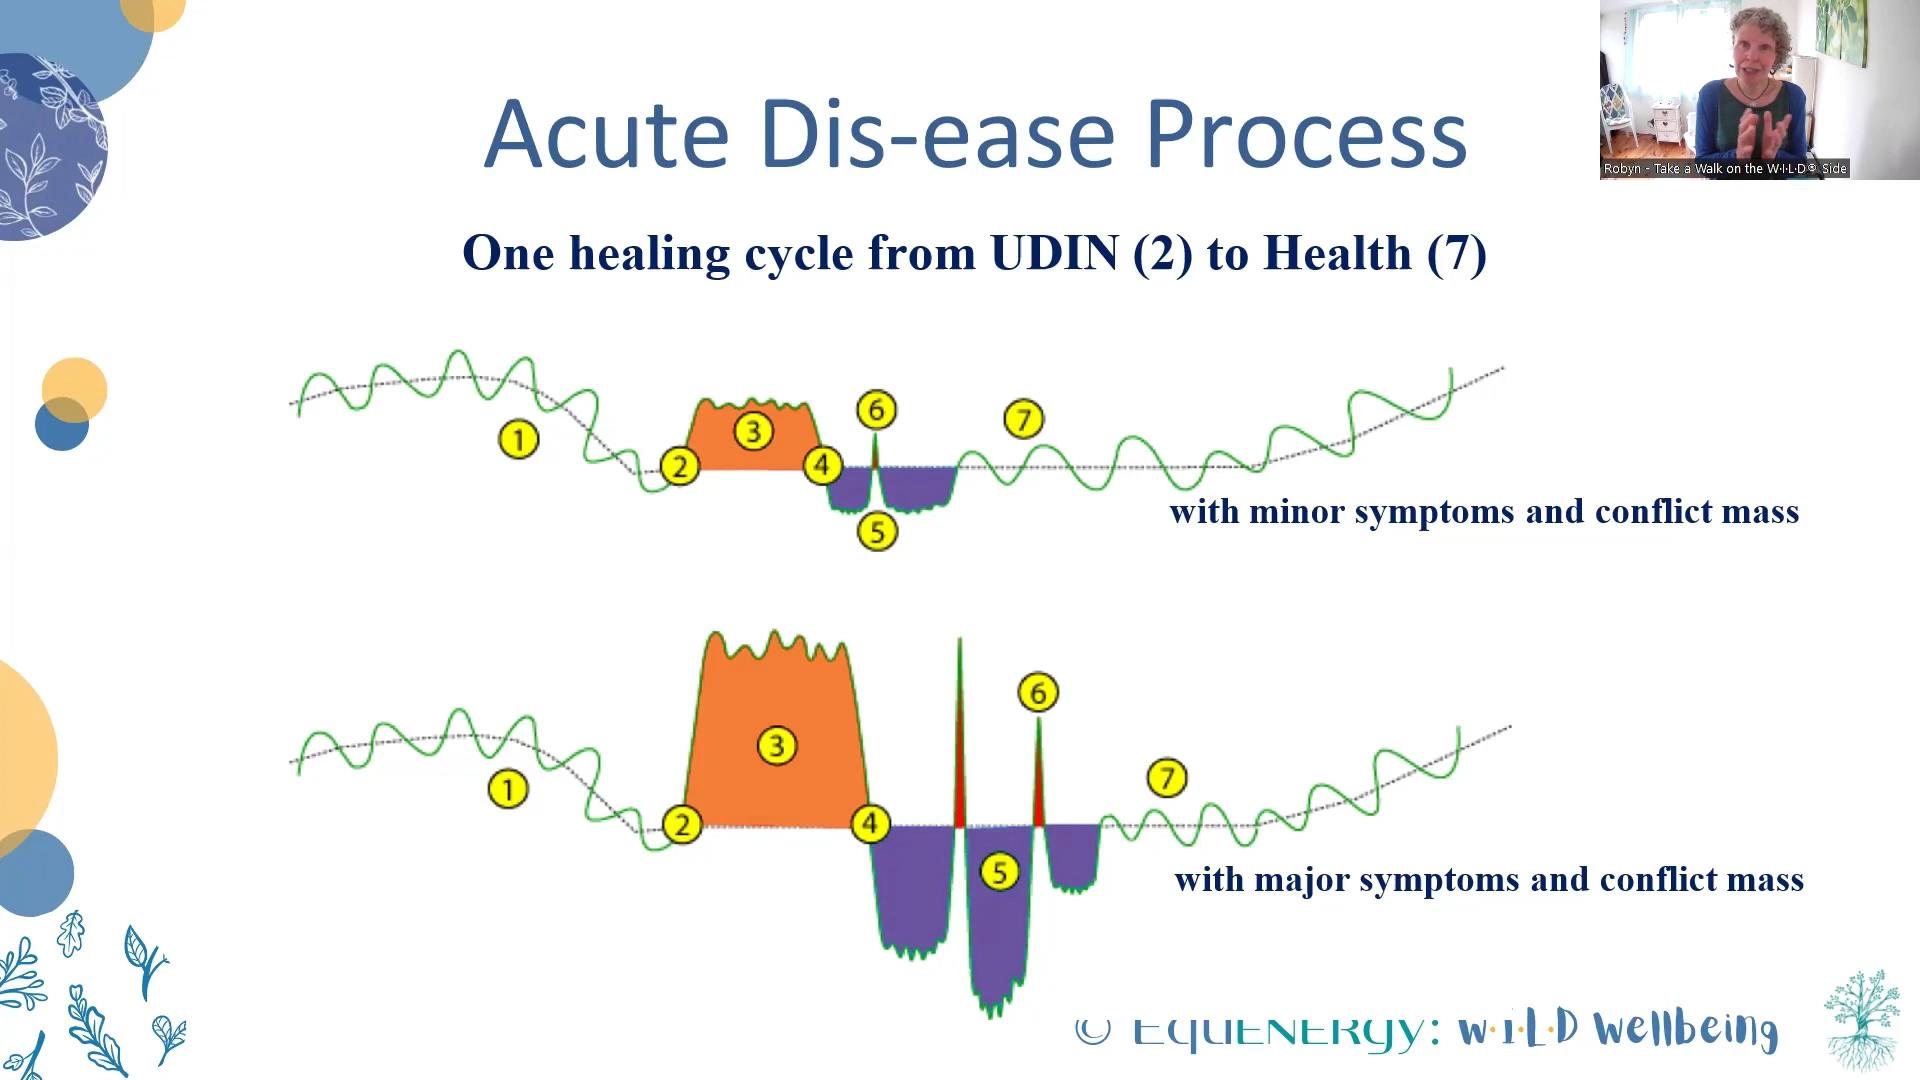 Acute Dis-ease Process
Robyn - Take a Walk on the W·I·L·D® Side
One healing cycle from UDIN (2) to Health (7)
1
2
3
4
5
6
7
with minor symptoms and conflict mass
1
2
3
4
5
6
7
with major symptoms and conflict mass
© EquENERGY: W·I·L·D Wellbeing